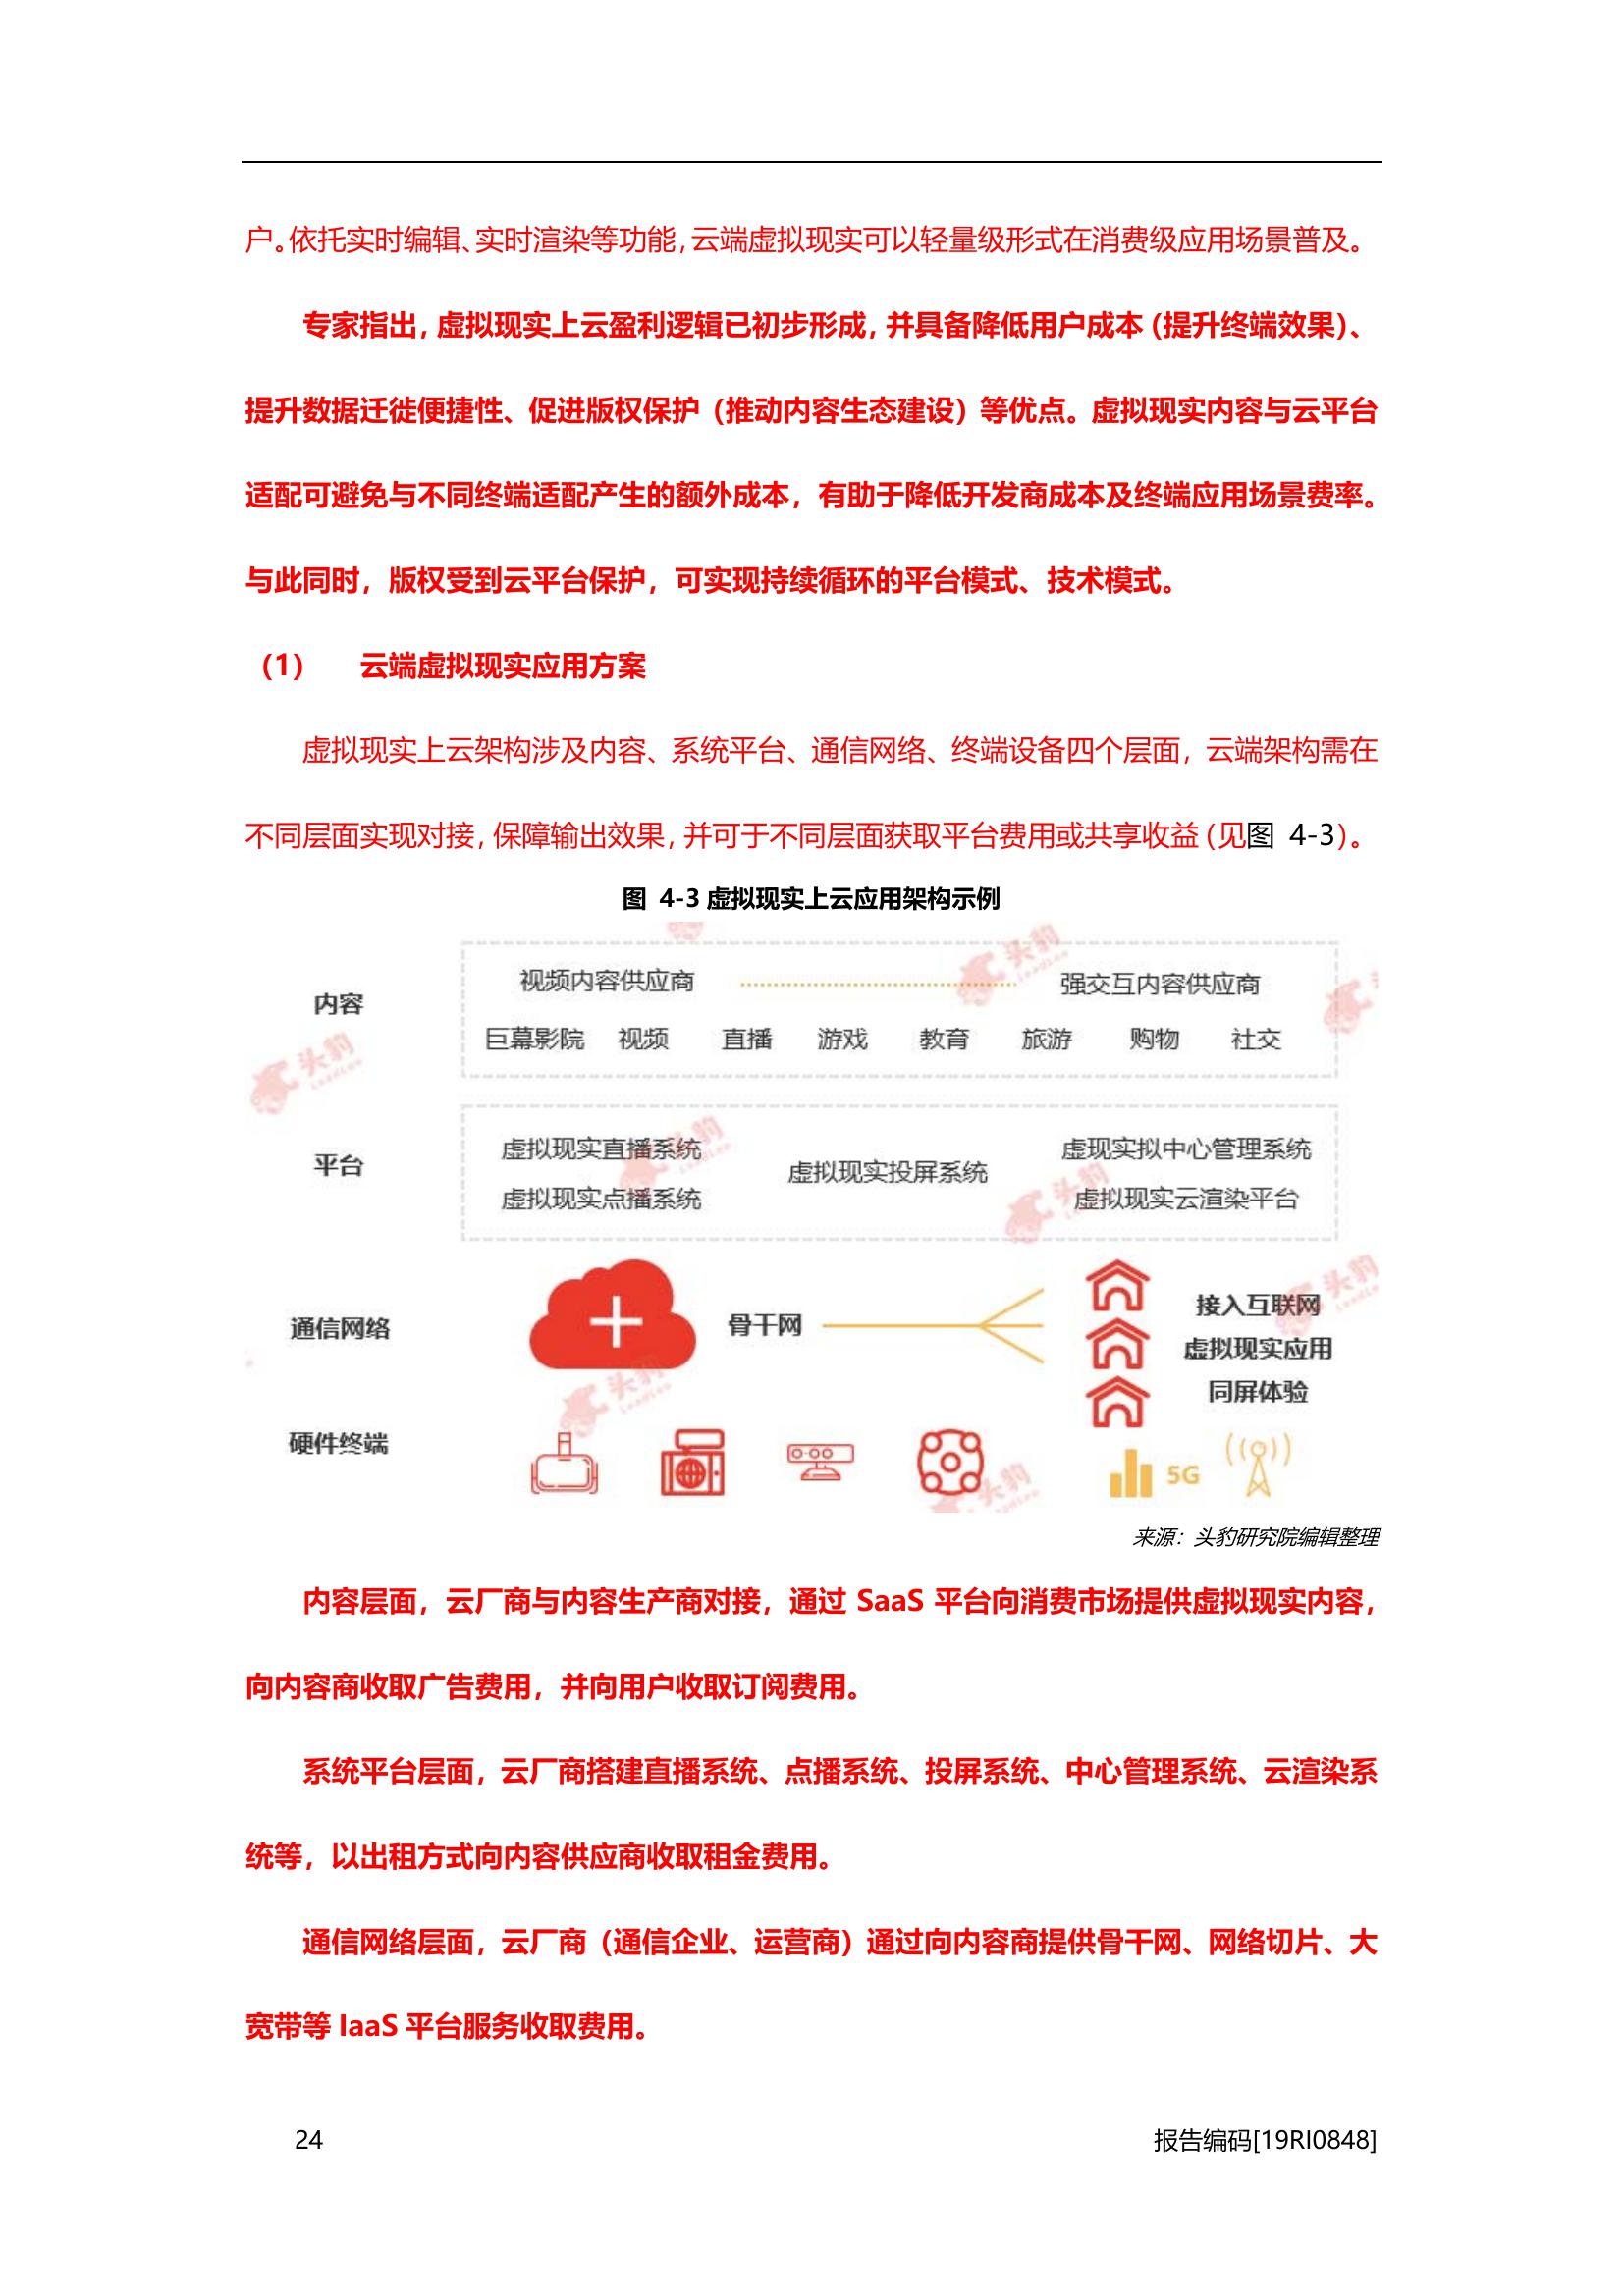 户。依托实时编辑、实时渲染等功能，云端虚拟现实可以轻量级形式在消费级应用场景普及。
专家指出，虚拟现实上云盈利逻辑已初步形成，并具备降低用户成本（提升终端效果）、
提升数据迁徙便捷性、促进版权保护（推动内容生态建设）等优点。虚拟现实内容与云平台
适配可避免与不同终端适配产生的额外成本，有助于降低开发商成本及终端应用场景费率。
与此同时，版权受到云平台保护，可实现持续循环的平台模式、技术模式。
（1） 云端虚拟现实应用方案
虚拟现实上云架构涉及内容、系统平台、通信网络、终端设备四个层面，云端架构需在
不同层面实现对接，保障输出效果，并可于不同层面获取平台费用或共享收益（见图 4-3）。
图 4-3 虚拟现实上云应用架构示例
内容
视频内容供应商 强交互内容供应商
巨幕影院 视频 直播 游戏 教育 旅游 购物 社交
平台
虚拟现实直播系统 虚现实拟中心管理系统
虚拟现实投屏系统
虚拟现实点播系统 虚拟现实云渲染平台
通信网络
骨干网
接入互联网
虚拟现实应用
同屏体验
硬件终端
5G
头豹
LeadLeo
来源：头豹研究院编辑整理
内容层面，云厂商与内容生产商对接，通过 SaaS 平台向消费市场提供虚拟现实内容，
向内容商收取广告费用，并向用户收取订阅费用。
系统平台层面，云厂商搭建直播系统、点播系统、投屏系统、中心管理系统、云渲染系
统等，以出租方式向内容供应商收取租金费用。
通信网络层面，云厂商（通信企业、运营商）通过向内容商提供骨干网、网络切片、大
宽带等 IaaS 平台服务收取费用。
24 报告编码[19RI0848]